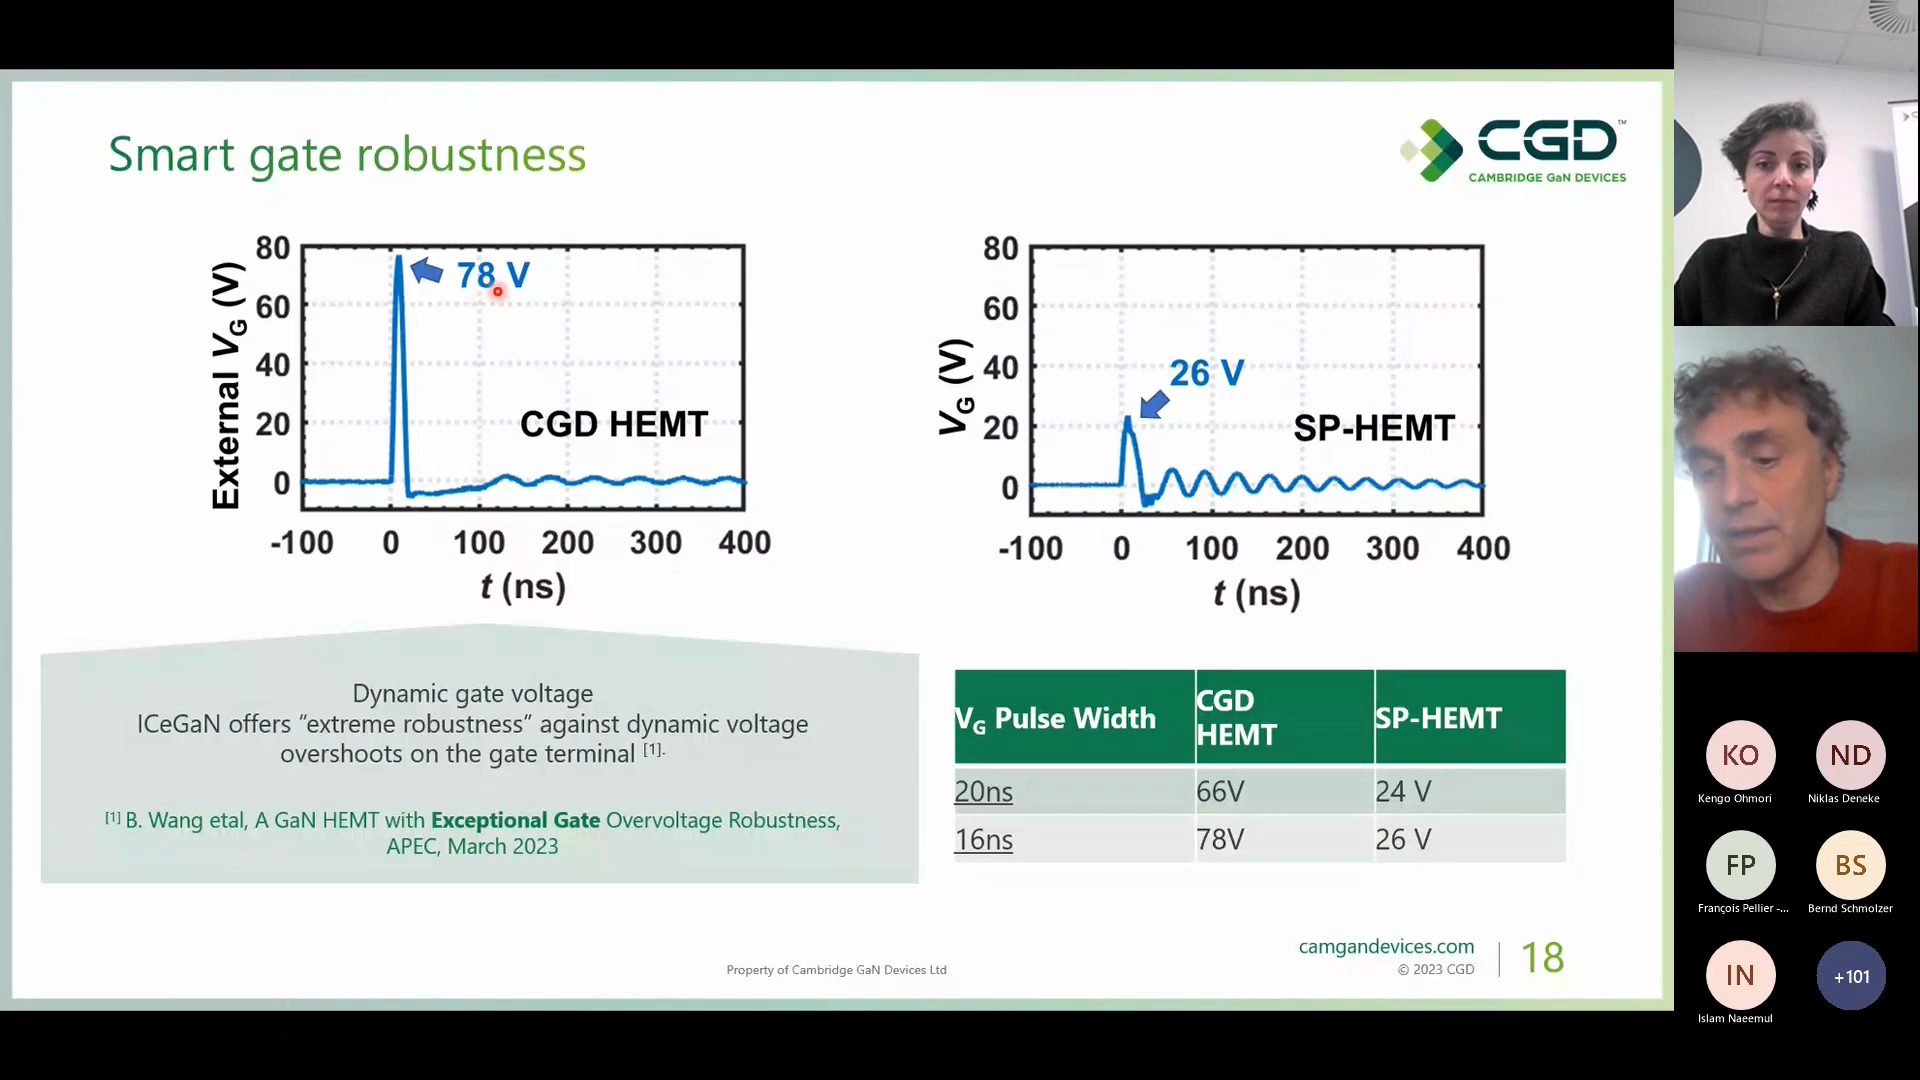 Smart gate robustness
CGD™
CAMBRIDGE GaN DEVICES
External VG (V)
80
60
40
20
0
78 V
CGD HEMT
-100 0 100 200 300 400
t (ns)
VG (V)
80
60
40
20
0
26 V
SP-HEMT
-100 0 100 200 300 400
t (ns)
Dynamic gate voltage
ICeGaN offers “extreme robustness” against dynamic voltage
overshoots on the gate terminal [1].
[1] B. Wang etal, A GaN HEMT with Exceptional Gate Overvoltage Robustness,
APEC, March 2023
VG Pulse Width CGD HEMT SP-HEMT
20ns 66V 24 V
16ns 78V 26 V
Property of Cambridge GaN Devices Ltd
camgandevices.com
© 2023 CGD
18
KO
Kengo Ohmori
ND
Niklas Deneke
FP
François Pellier -...
BS
Bernd Schmolzer
IN
Islam Naeemul
+101